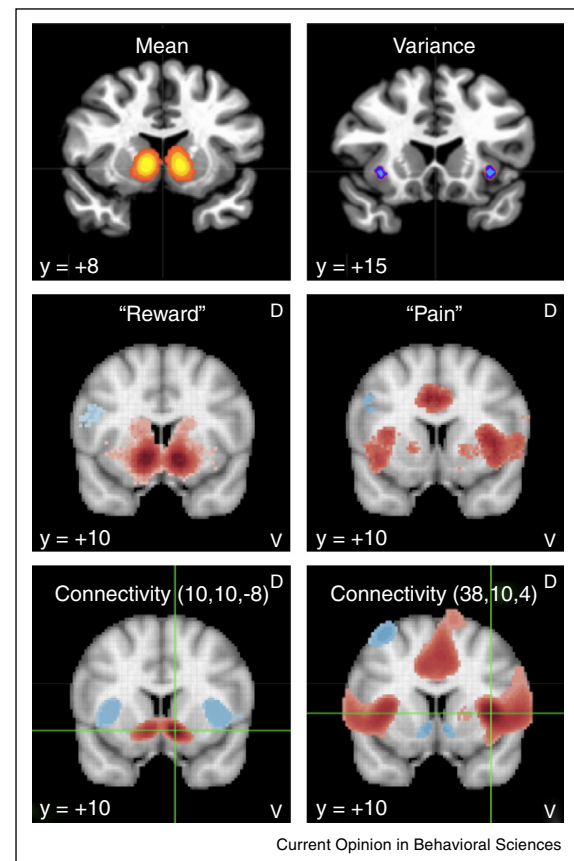 Mean
Variance
y = +8
y = +15
“Reward”
D
“Pain”
D
y = +10
V
y = +10
V
Connectivity (10,10,-8)
D
Connectivity (38,10,4)
D
y = +10
V
y = +10
V
Current Opinion in Behavioral Sciences